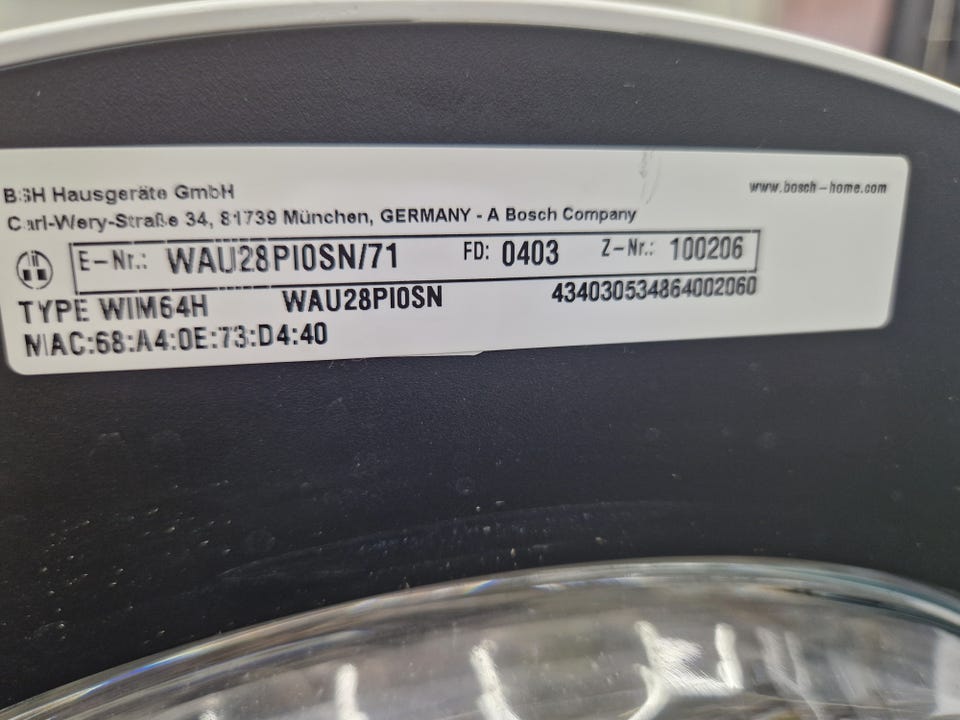 BSH Hausgeräte GmbH www.bosch-home.com
Carl-Wery-Straße 34, 81739 München, GERMANY - A Bosch Company
E-Nr.: WAU28PI0SN/71 FD: 0403 Z-Nr.: 100206
TYPE WIM64H WAU28PI0SN 434030534864002060
MAC:68:A4:0E:73:D4:40